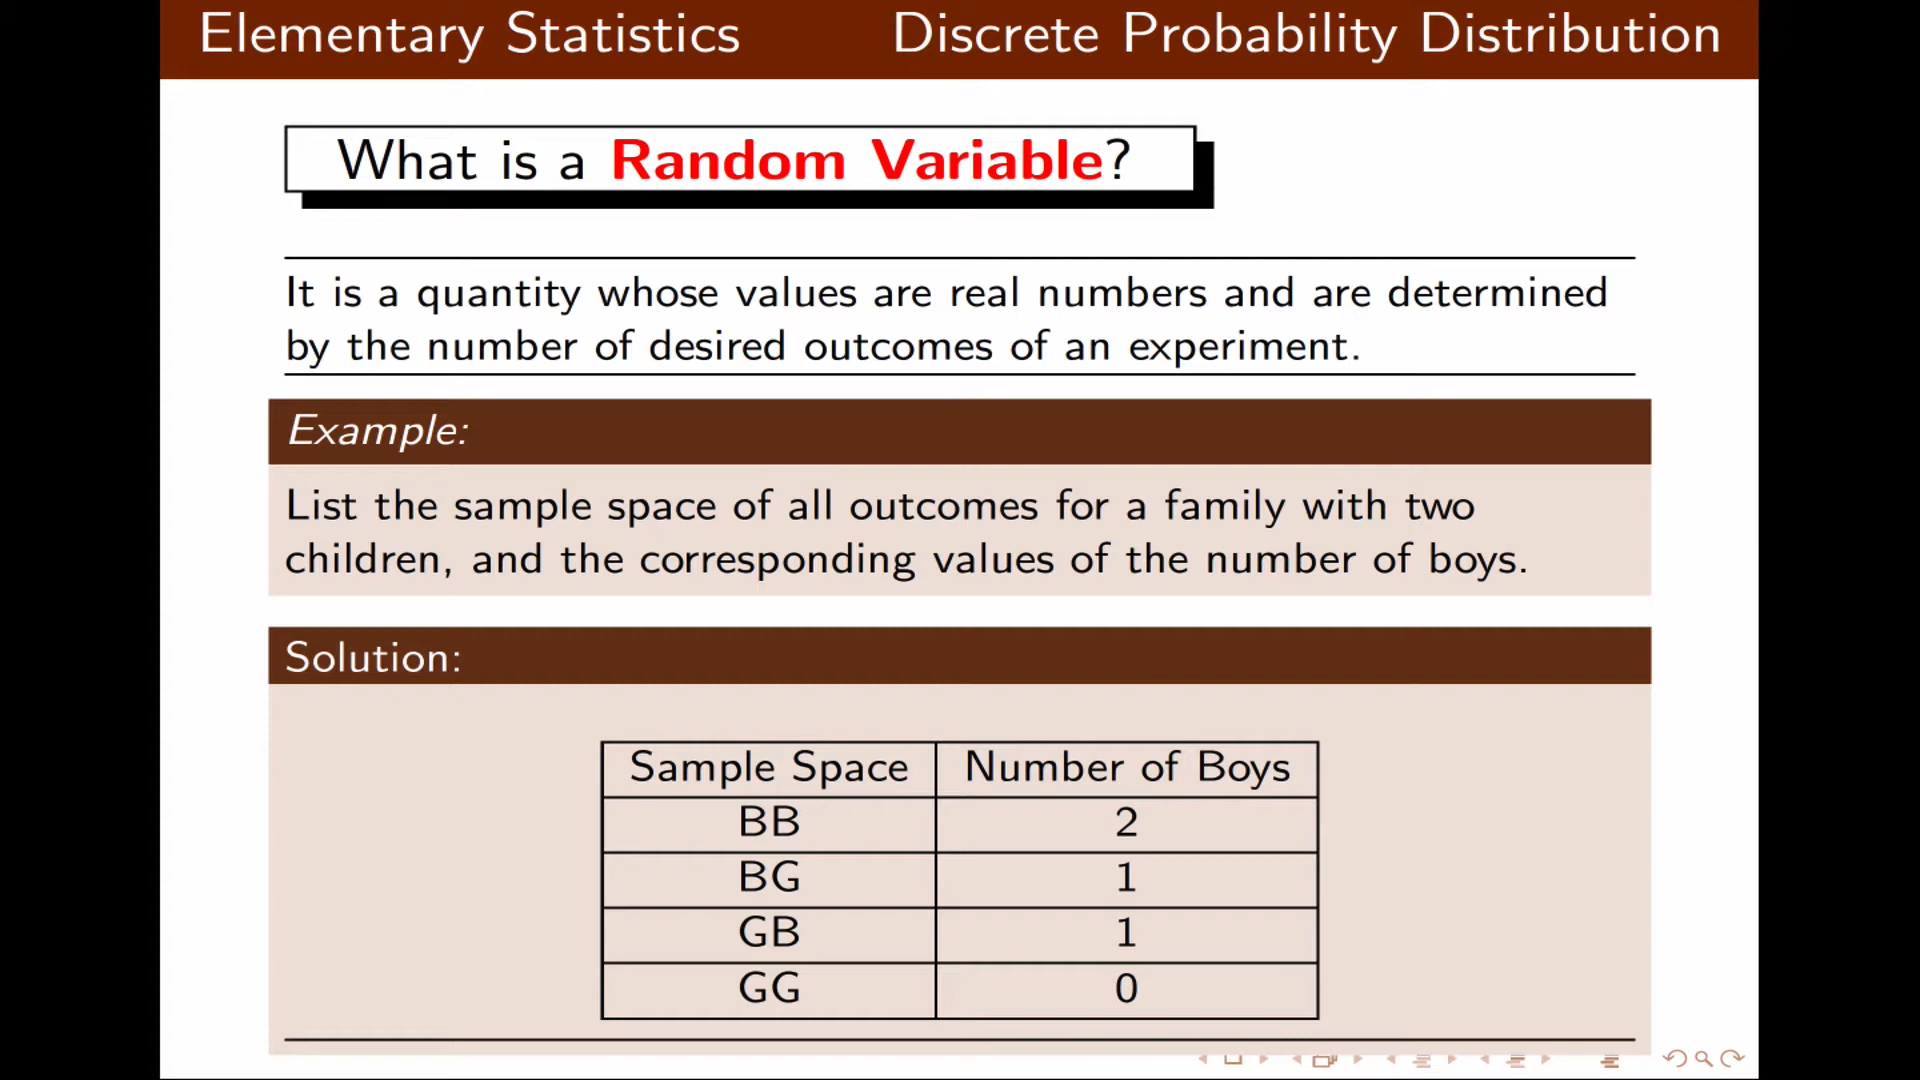 Elementary Statistics Discrete Probability Distribution
What is a Random Variable?
It is a quantity whose values are real numbers and are determined
by the number of desired outcomes of an experiment.
Example:
List the sample space of all outcomes for a family with two
children, and the corresponding values of the number of boys.
Solution:
Sample Space Number of Boys
BB 2
BG 1
GB 1
GG 0